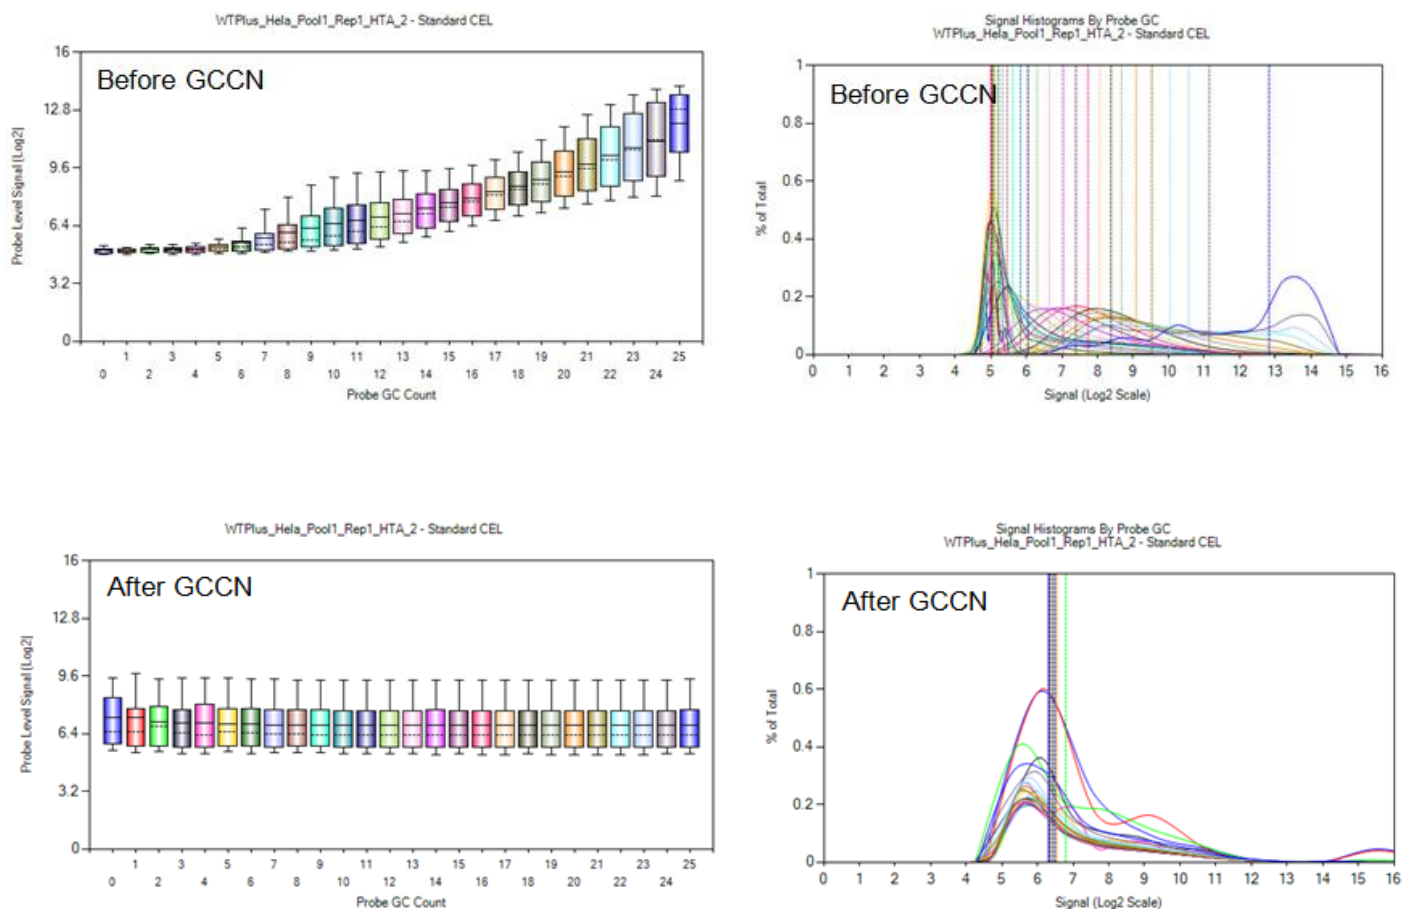 WTPlus_Hela_Pool1_Rep1_HTA_2 - Standard CEL
Before GCCN
Probe Level Signal (Log2)
16
12.8
9.6
6.4
3.2
0
1 3 5 7 9 11 13 15 17 19 21 23 25
0 2 4 6 8 10 12 14 16 18 20 22 24
Probe GC Count
Signal Histograms By Probe GC
WTPlus_Hela_Pool1_Rep1_HTA_2 - Standard CEL
Before GCCN
% of Total
1
0.8
0.6
0.4
0.2
0
0 1 2 3 4 5 6 7 8 9 10 11 12 13 14 15 16
Signal (Log2 Scale)
WTPlus_Hela_Pool1_Rep1_HTA_2 - Standard CEL
After GCCN
Probe Level Signal (Log2)
16
12.8
9.6
6.4
3.2
0
1 3 5 7 9 11 13 15 17 19 21 23 25
0 2 4 6 8 10 12 14 16 18 20 22 24
Probe GC Count
Signal Histograms By Probe GC
WTPlus_Hela_Pool1_Rep1_HTA_2 - Standard CEL
After GCCN
% of Total
1
0.8
0.6
0.4
0.2
0
0 1 2 3 4 5 6 7 8 9 10 11 12 13 14 15 16
Signal (Log2 Scale)